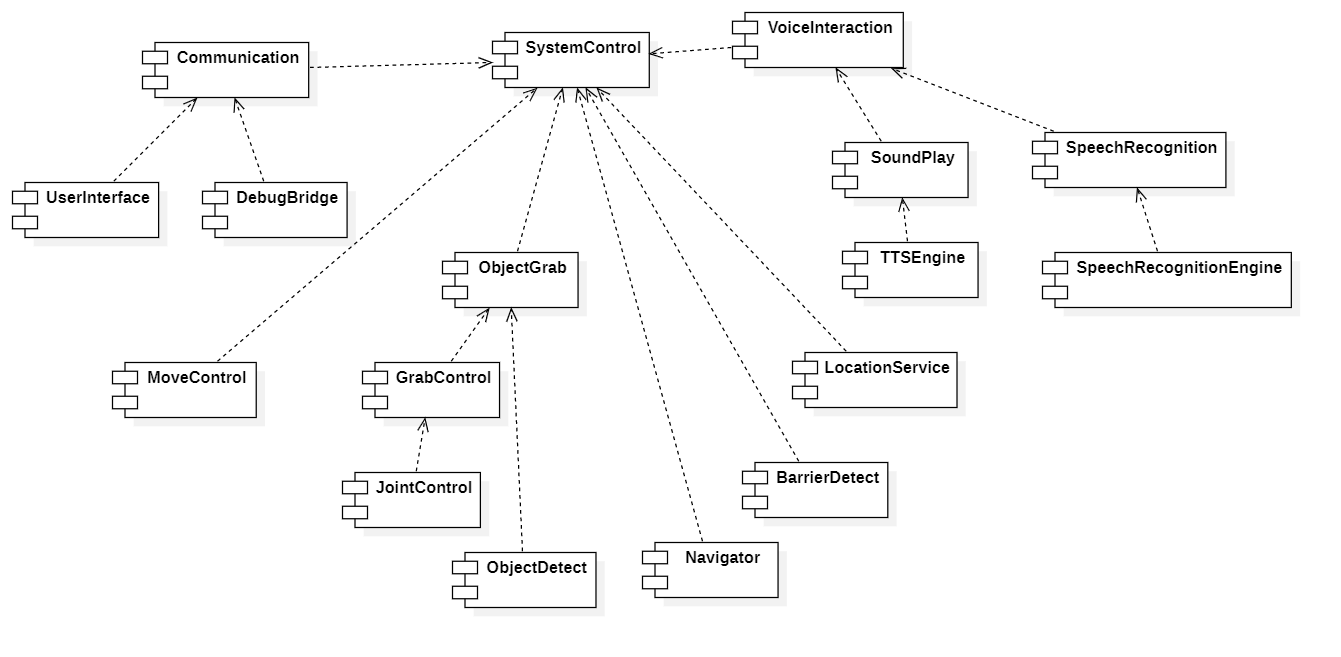 VoiceInteraction
SystemControl
Communication
SpeechRecognition
SoundPlay
UserInterface
DebugBridge
TTSEngine
ObjectGrab
SpeechRecognitionEngine
LocationService
MoveControl
GrabControl
BarrierDetect
JointControl
Navigator
ObjectDetect